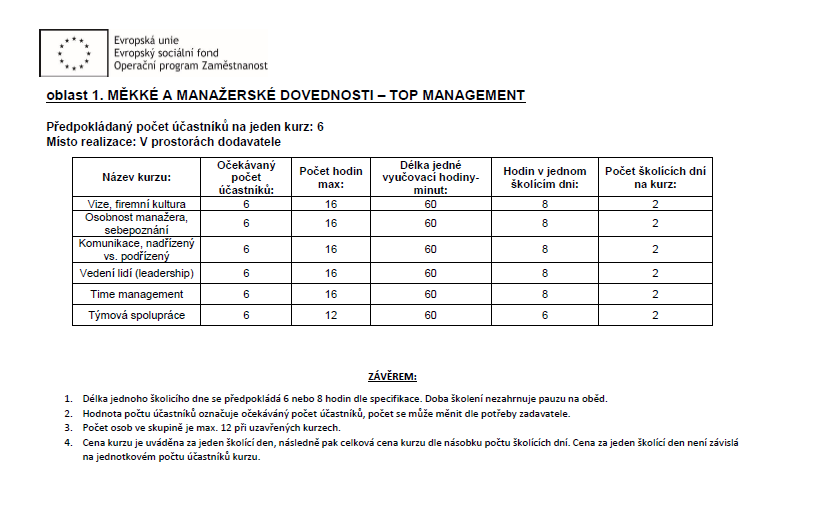 Evropská unie
Evropský sociální fond
Operační program Zaměstnanost
oblast 1. MĚKKÉ A MANAŽERSKÉ DOVEDNOSTI – TOP MANAGEMENT
Předpokládaný počet účastníků na jeden kurz: 6
Místo realizace: V prostorách dodavatele
Název kurzu: Očekávaný počet účastníků: Počet hodin max: Délka jedné vyučovací hodiny- minut: Hodin v jednom školícím dni: Počet školících dní na kurz:
Vize, firemní kultura 6 16 60 8 2
Osobnost manažera, sebepoznání 6 16 60 8 2
Komunikace, nadřízený vs. podřízený 6 16 60 8 2
Vedení lidí (leadership) 6 16 60 8 2
Time management 6 16 60 8 2
Týmová spolupráce 6 12 60 6 2
ZÁVĚREM:
1. Délka jednoho školicího dne se předpokládá 6 nebo 8 hodin dle specifikace. Doba školení nezahrnuje pauzu na oběd.
2. Hodnota počtu účastníků označuje očekáváný počet účastníků, počet se může měnit dle potřeby zadavatele.
3. Počet osob ve skupině je max. 12 při uzavřených kurzech.
4. Cena kurzu je uváděna za jeden školící den, následně pak celková cena kurzu dle násobku počtu školících dní. Cena za jeden školící den není závislá
na jednotkovém počtu účastníků kurzu.